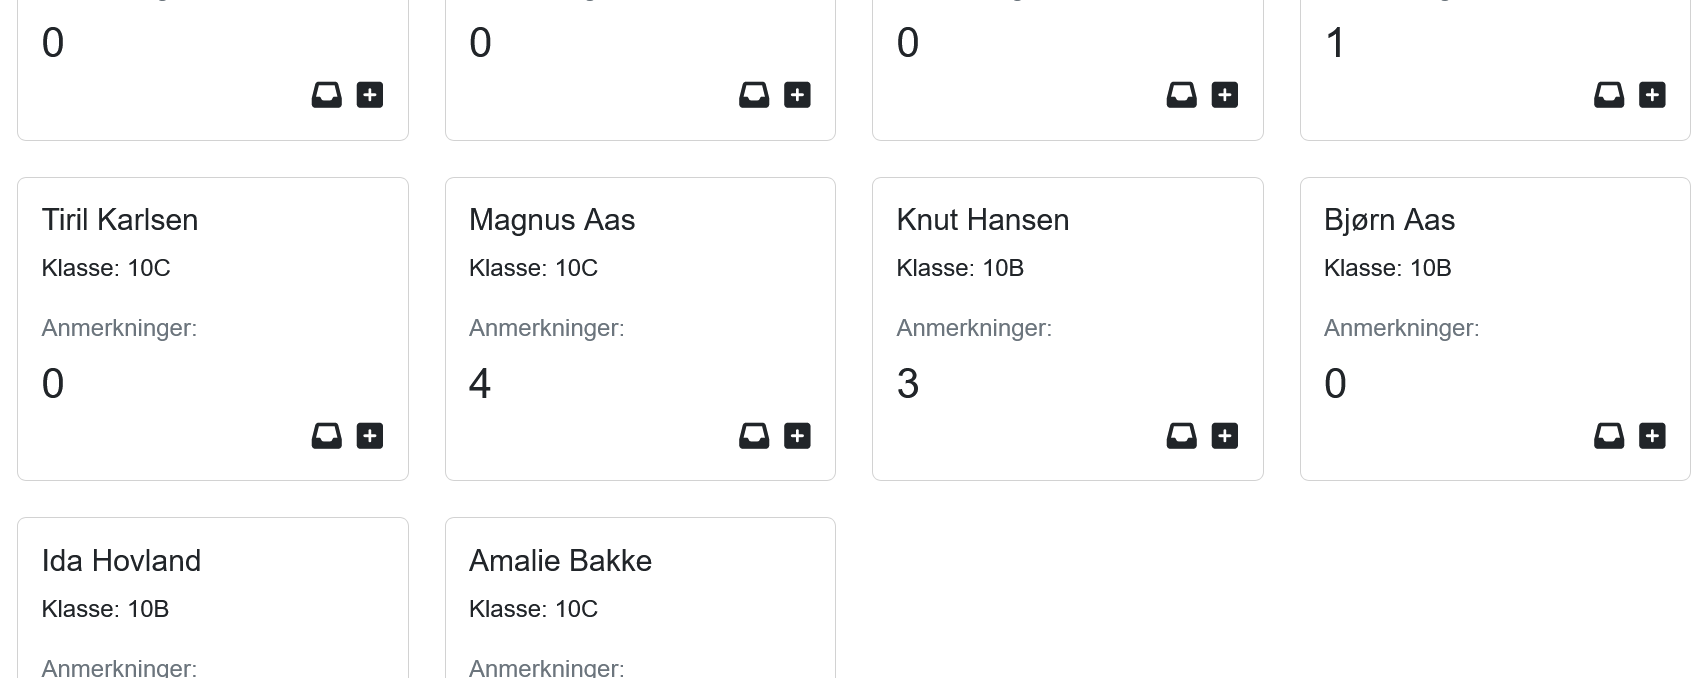 0
0
0
1
Tiril Karlsen
Klasse: 10C
Anmerkninger:
0
Magnus Aas
Klasse: 10C
Anmerkninger:
4
Knut Hansen
Klasse: 10B
Anmerkninger:
3
Bjørn Aas
Klasse: 10B
Anmerkninger:
0
Ida Hovland
Klasse: 10B
Anmerkninger:
Amalie Bakke
Klasse: 10C
Anmerkninger: